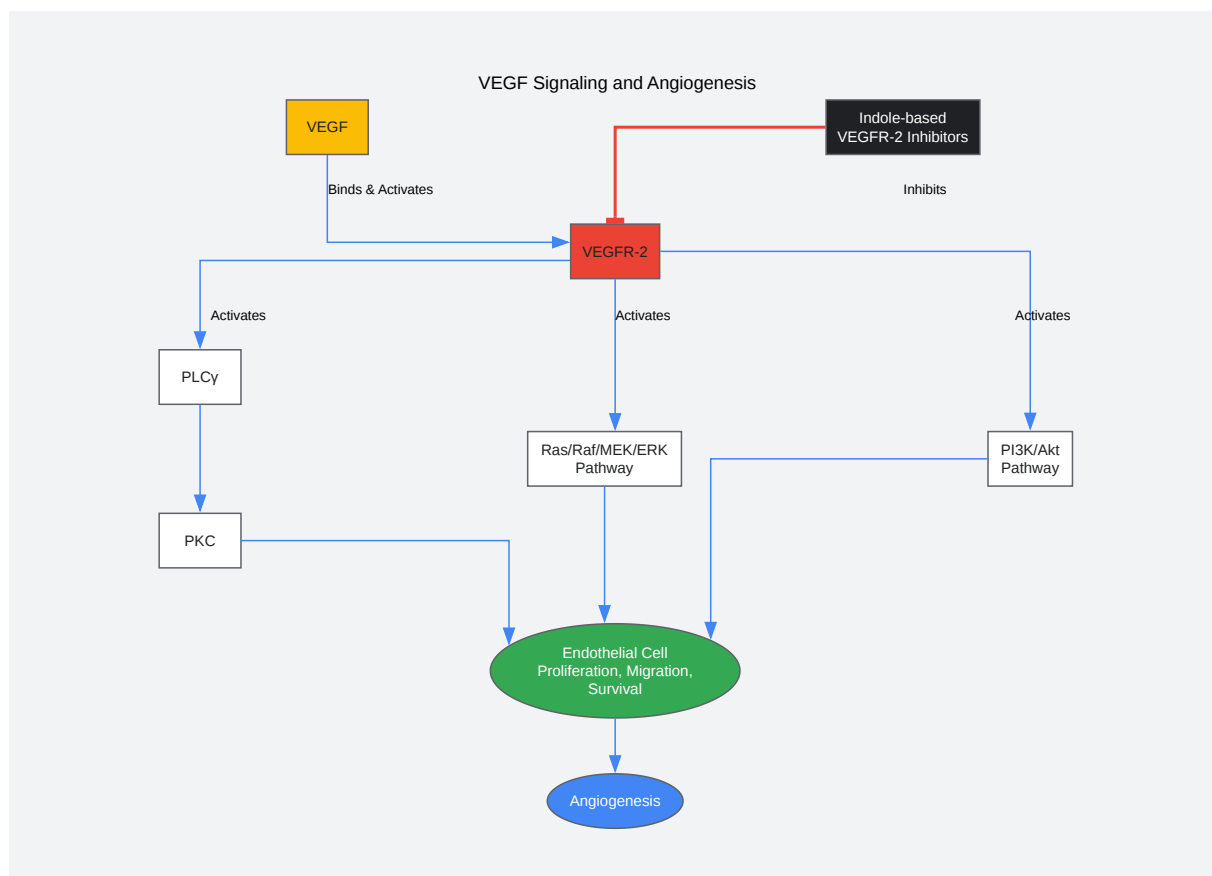 VEGF Signaling and Angiogenesis
VEGF
Indole-based
VEGFR-2 Inhibitors
Binds & Activates
Inhibits
VEGFR-2
Activates
Activates
Activates
PLCγ
Ras/Raf/MEK/ERK
Pathway
PI3K/Akt
Pathway
PKC
Endothelial Cell
Proliferation, Migration,
Survival
Angiogenesis